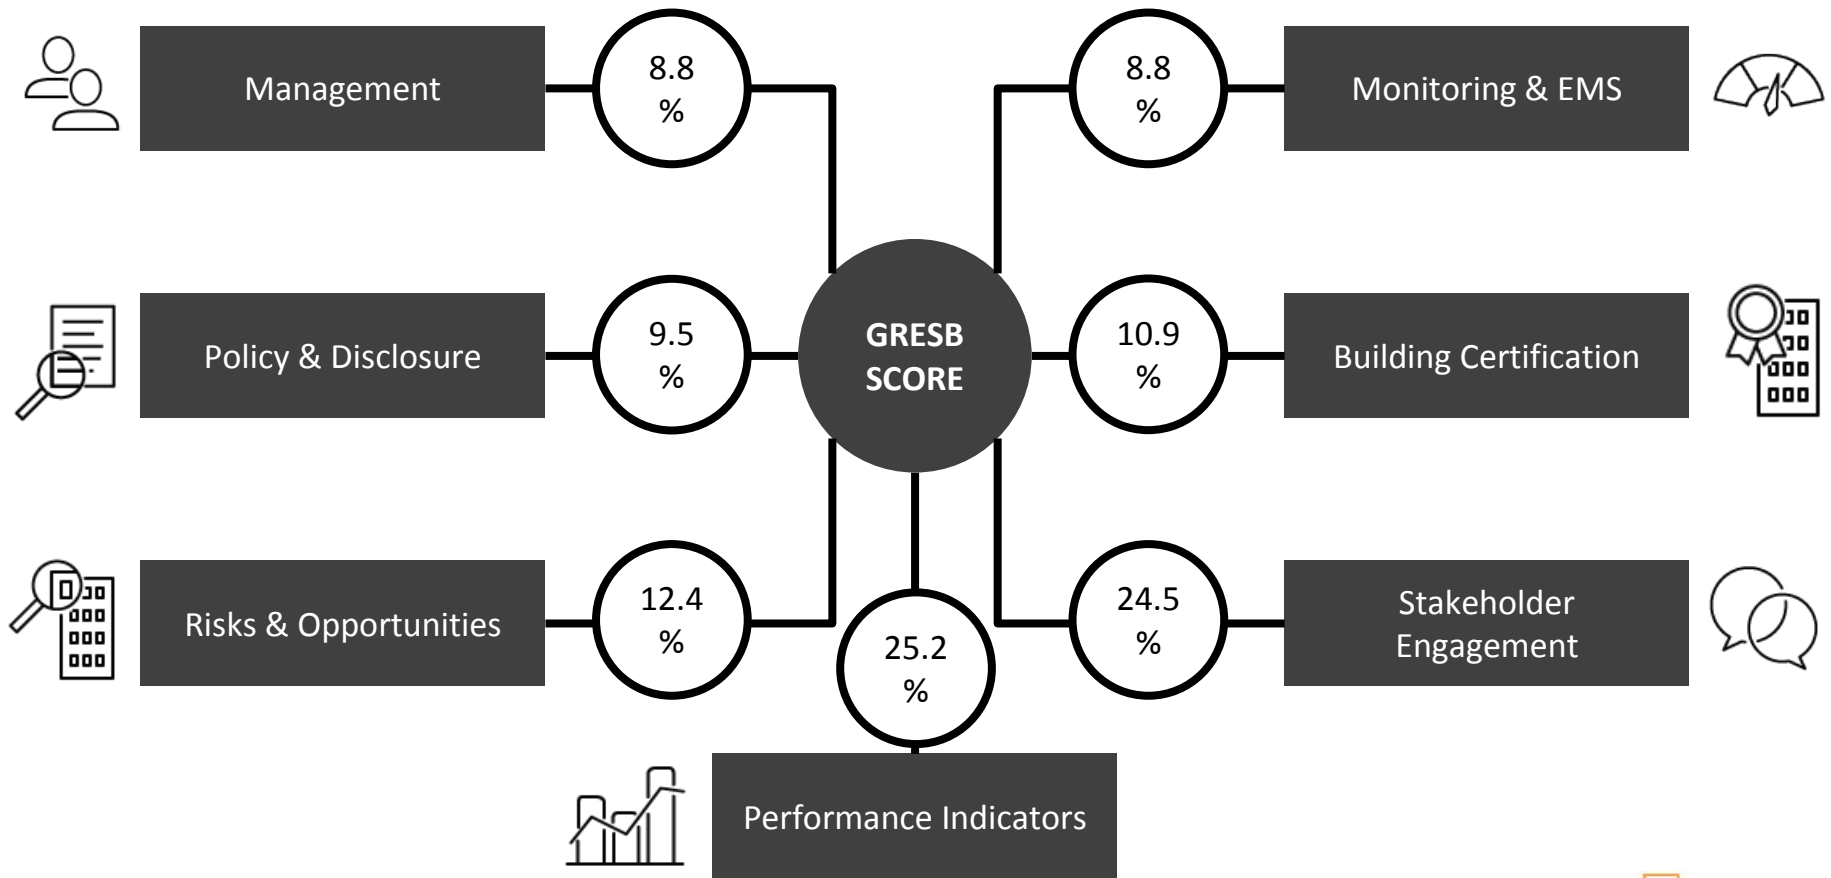 Management
8.8
%
8.8
%
Monitoring & EMS
Policy & Disclosure
9.5
%
GRESB
SCORE
10.9
%
Building Certification
Risks & Opportunities
12.4
%
25.2
%
24.5
%
Stakeholder
Engagement
Performance Indicators